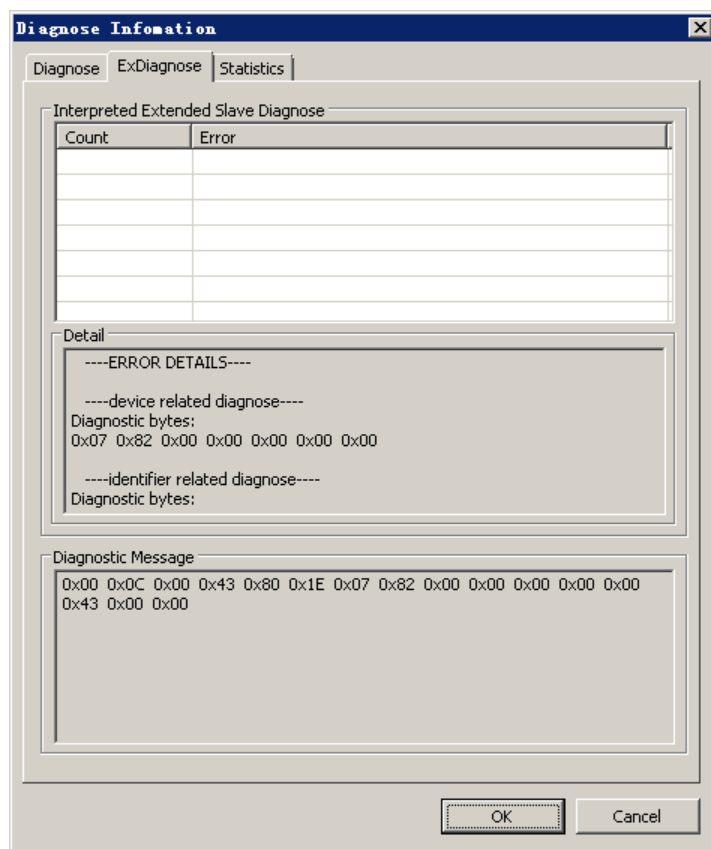 Diagnose Infomation
Diagnose ExDiagnose Statistics
Interpreted Extended Slave Diagnose
Count Error
Detail
----ERROR DETAILS----
----device related diagnose----
Diagnostic bytes:
0x07 0x82 0x00 0x00 0x00 0x00 0x00
----identifier related diagnose----
Diagnostic bytes:
Diagnostic Message
0x00 0x0C 0x00 0x43 0x80 0x1E 0x07 0x82 0x00 0x00 0x00 0x00 0x00
0x43 0x00 0x00
OK Cancel